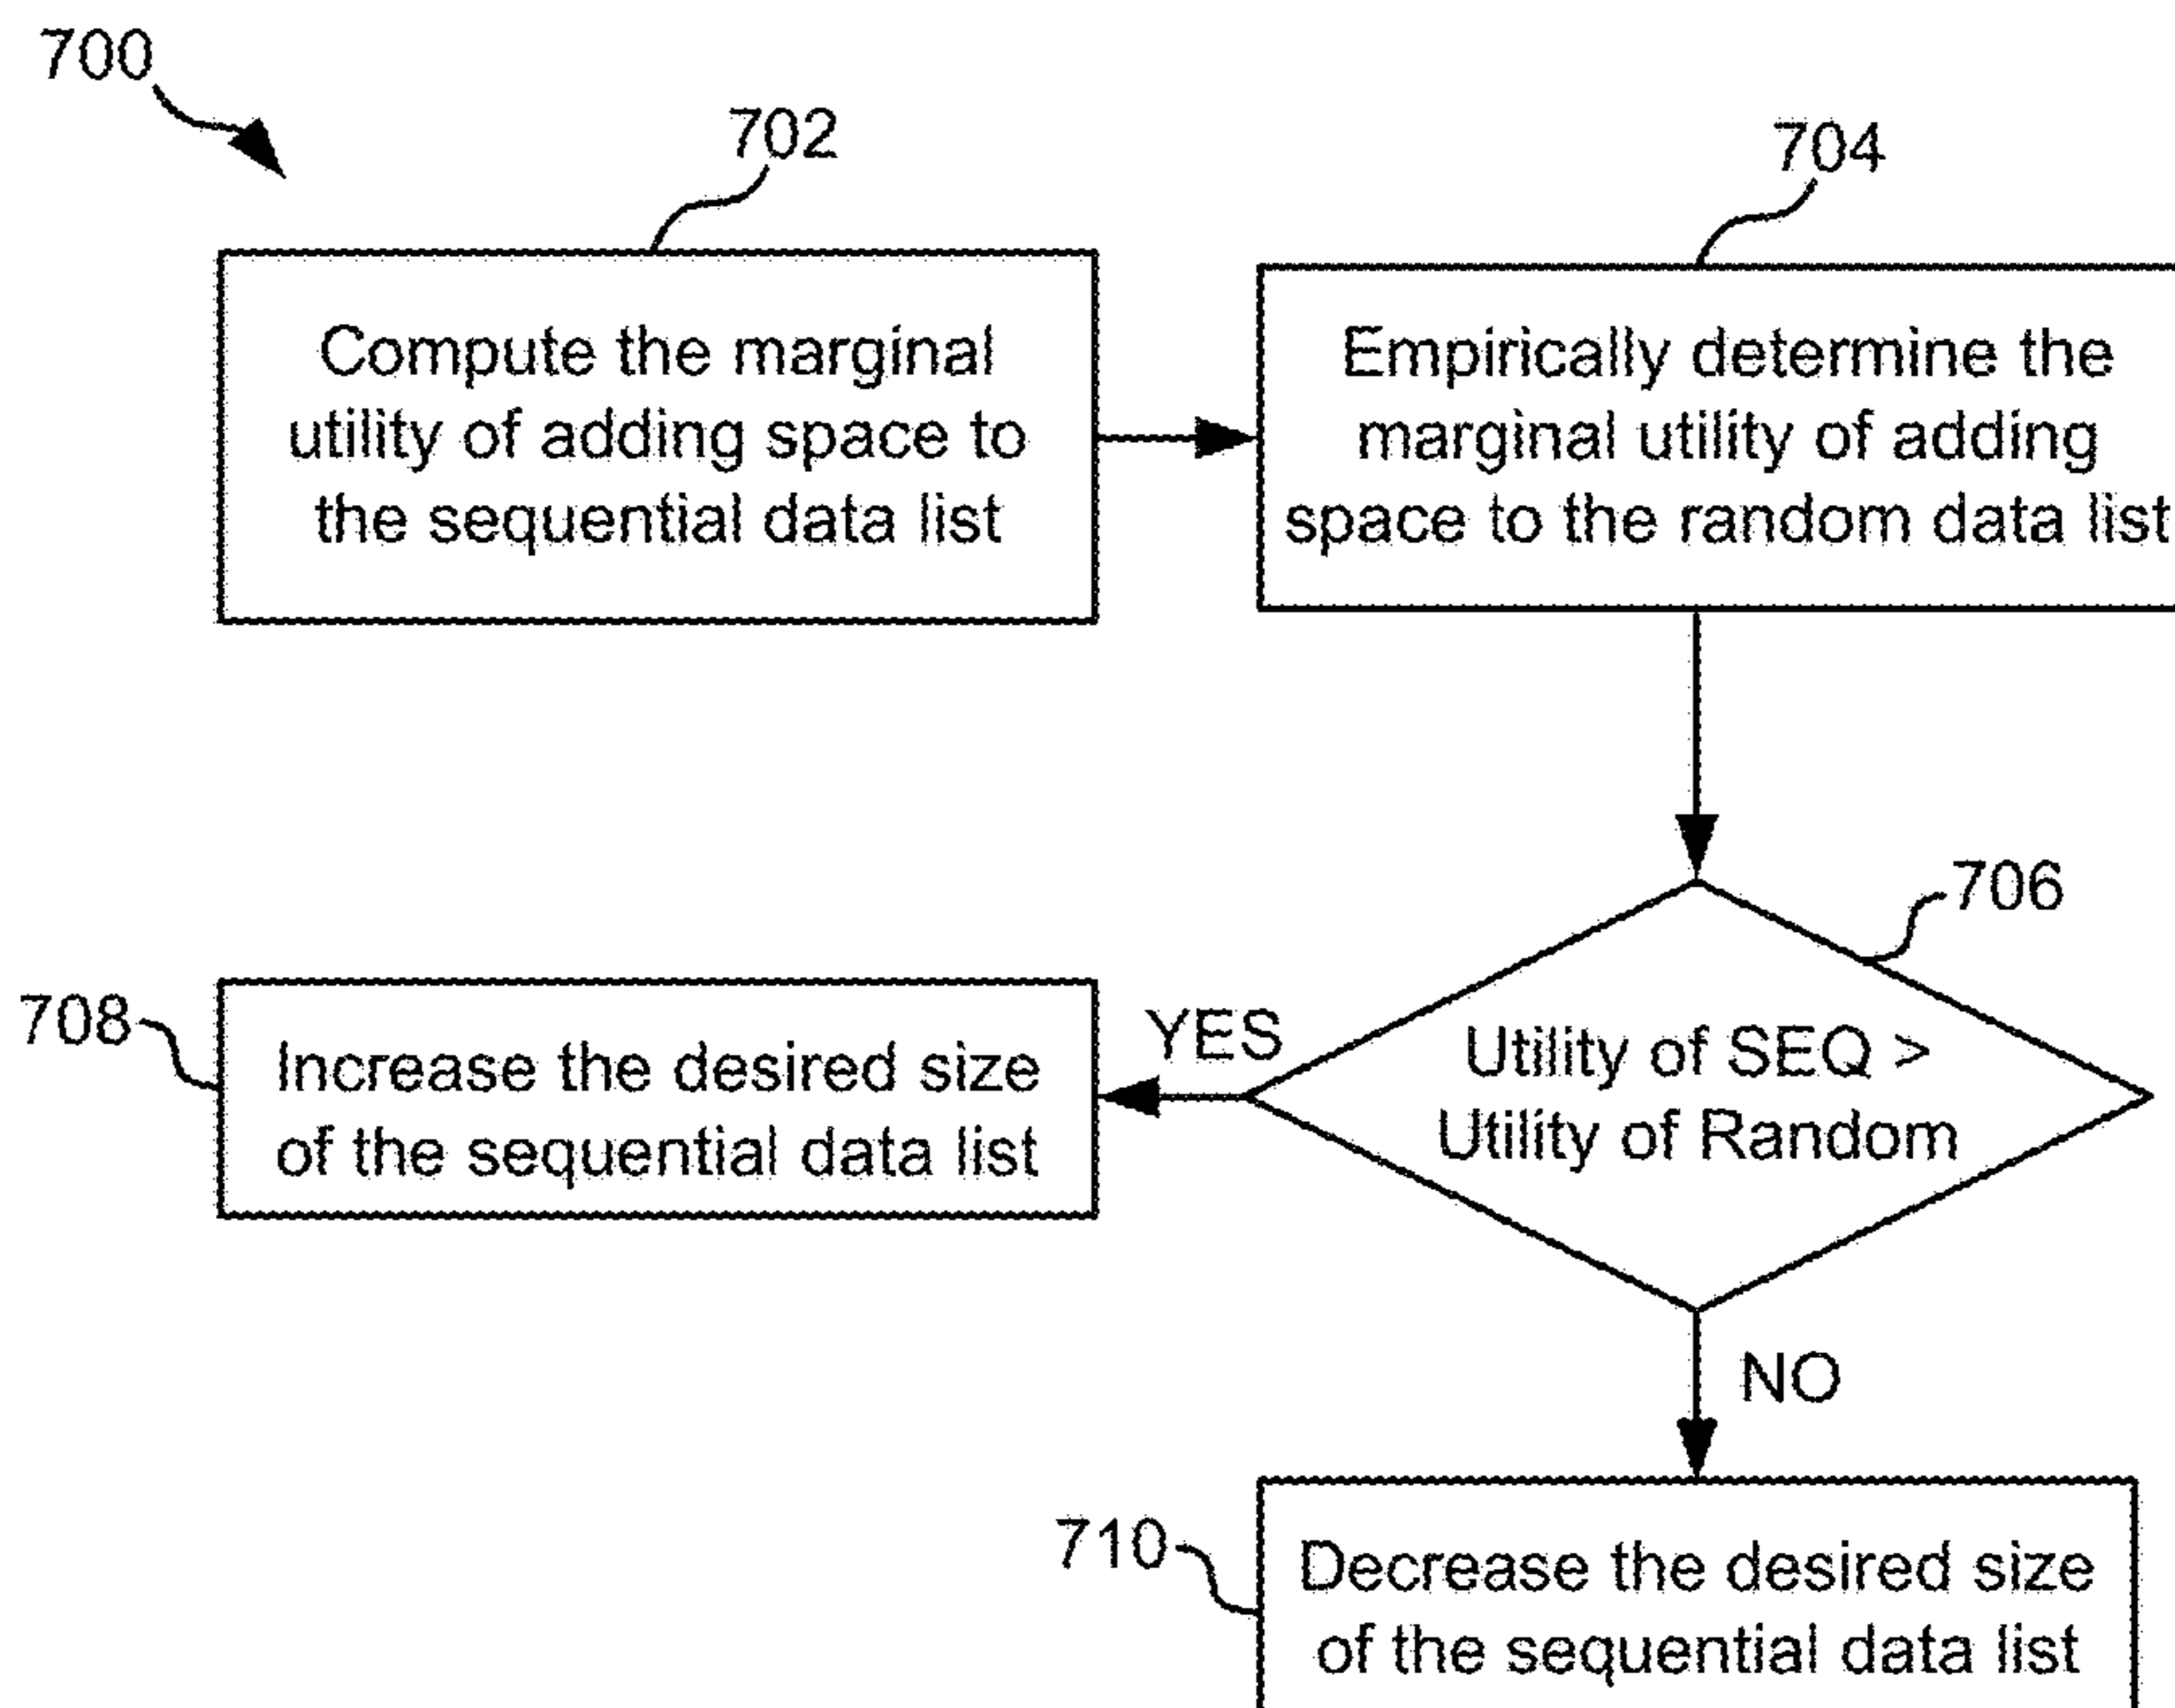 700
702
704
Compute the marginal
utility of adding space to
the sequential data list
Empirically determine the
marginal utility of adding
space to the random data list
706
Utility of SEQ >
Utility of Random
YES
708
Increase the desired size
of the sequential data list
NO
710
Decrease the desired size
of the sequential data list